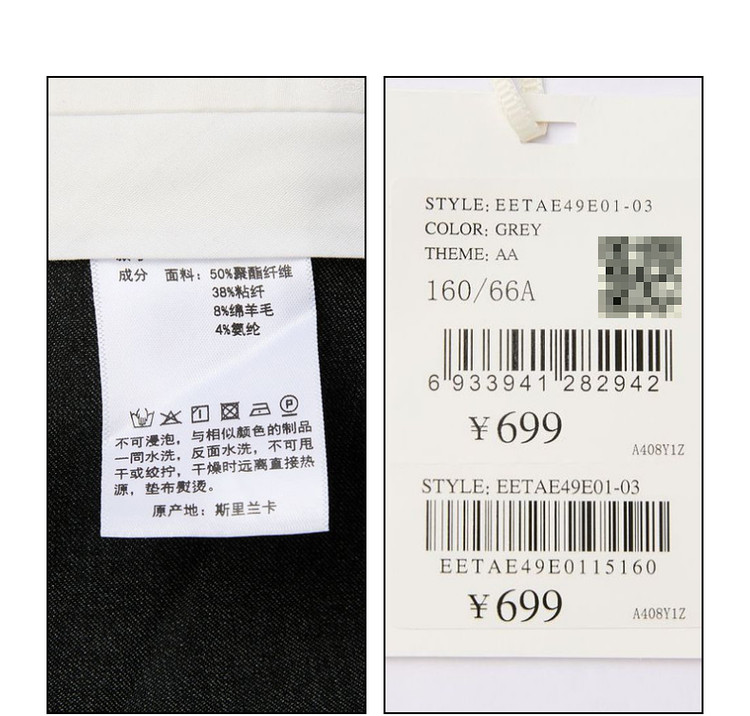 成分 面料：50%聚酯纤维
38%粘纤
8%绵羊毛
4%氨纶
不可浸泡，与相似颜色的制品
一同水洗，反面水洗，不可甩
干或绞拧，干燥时远离直接热
源，垫布熨烫。
原产地：斯里兰卡
STYLE: EETAE49E01-03
COLOR: GREY
THEME: AA
160/66A
6 933941 282942
¥699
A408Y1Z
STYLE: EETAE49E01-03
EETAE49E0115160
¥699
A408Y1Z